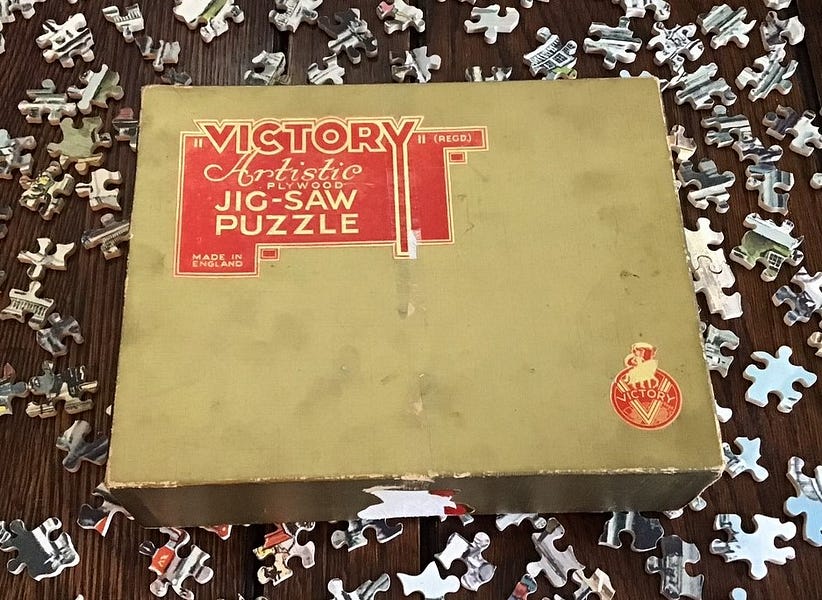 "VICTORY" (REGD.)
Artistic
PLYWOOD
JIG-SAW
PUZZLE
MADE IN
ENGLAND
VICTORY
V